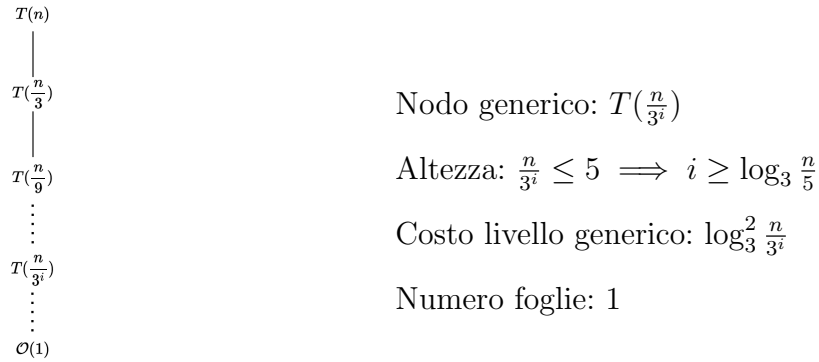 T(n)
T(n/3)
T(n/9)
T(n/3^i)
O(1)
Nodo generico: T(n/3^i)
Altezza: n/3^i ≤ 5 ⟹ i ≥ log_3 n/5
Costo livello generico: log_3^2 n/3^i
Numero foglie: 1